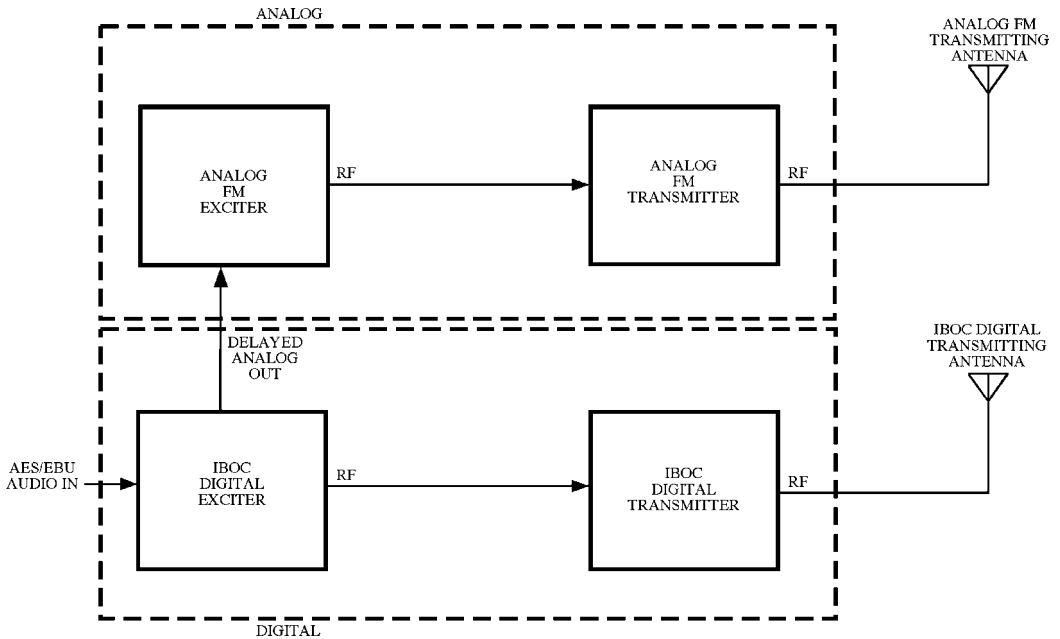 ANALOG
ANALOG FM
TRANSMITTING
ANTENNA
ANALOG
FM
EXCITER
RF
ANALOG
FM
TRANSMITTER
RF
DELAYED
ANALOG
OUT
IBOC DIGITAL
TRANSMITTING
ANTENNA
AES/EBU
AUDIO IN
IBOC
DIGITAL
EXCITER
RF
IBOC
DIGITAL
TRANSMITTER
RF
DIGITAL